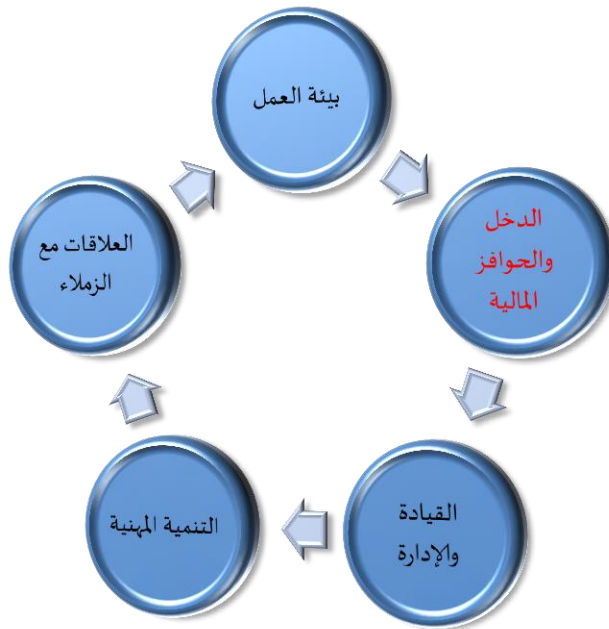 بيئة العمل
الدخل
والحوافز
المالية
القيادة
والإدارة
التنمية المهنية
العلاقات مع
الزملاء